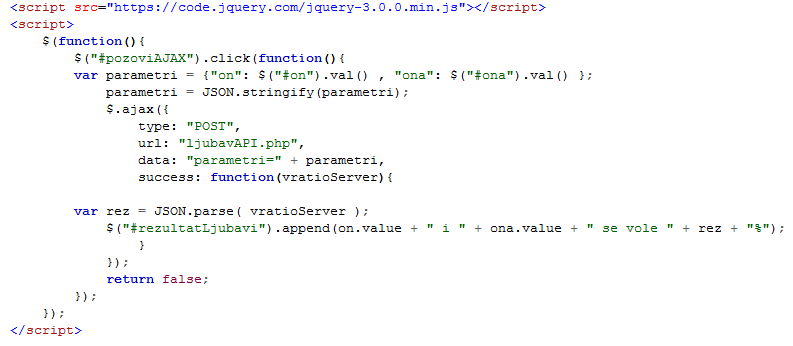 <script src="https://code.jquery.com/jquery-3.0.0.min.js"></script>
<script>
    $(function(){
        $("#pozoviAJAX").click(function(){
        var parametri = {"on": $("#on").val() , "ona": $("#ona").val() };
            parametri = JSON.stringify(parametri);
            $.ajax({
                type: "POST",
                url: "ljubavAPI.php",
                data: "parametri=" + parametri,
                success: function(vratioServer){
        var rez = JSON.parse( vratioServer );
            $("#rezultatLjubavi").append(on.value + " i " + ona.value + " se vole " + rez + "%");
                }
            });
            return false;
        });
    });
</script>